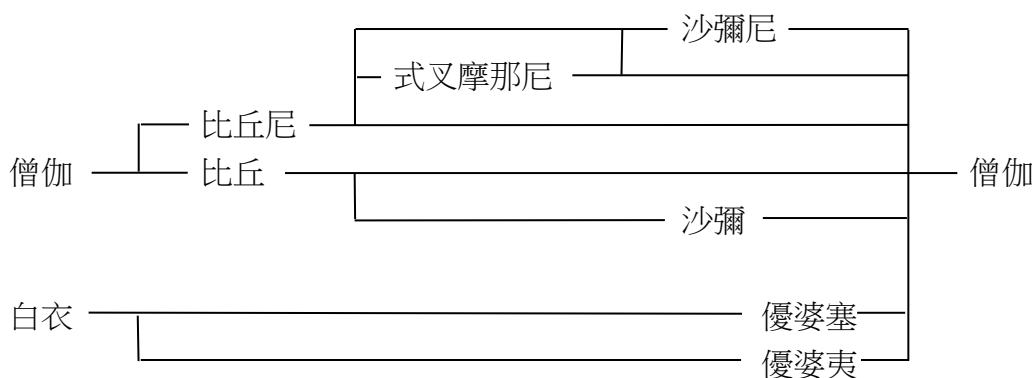 沙彌尼
式叉摩那尼
比丘尼
僧伽 比丘 僧伽
沙彌
白衣 優婆塞
優婆夷